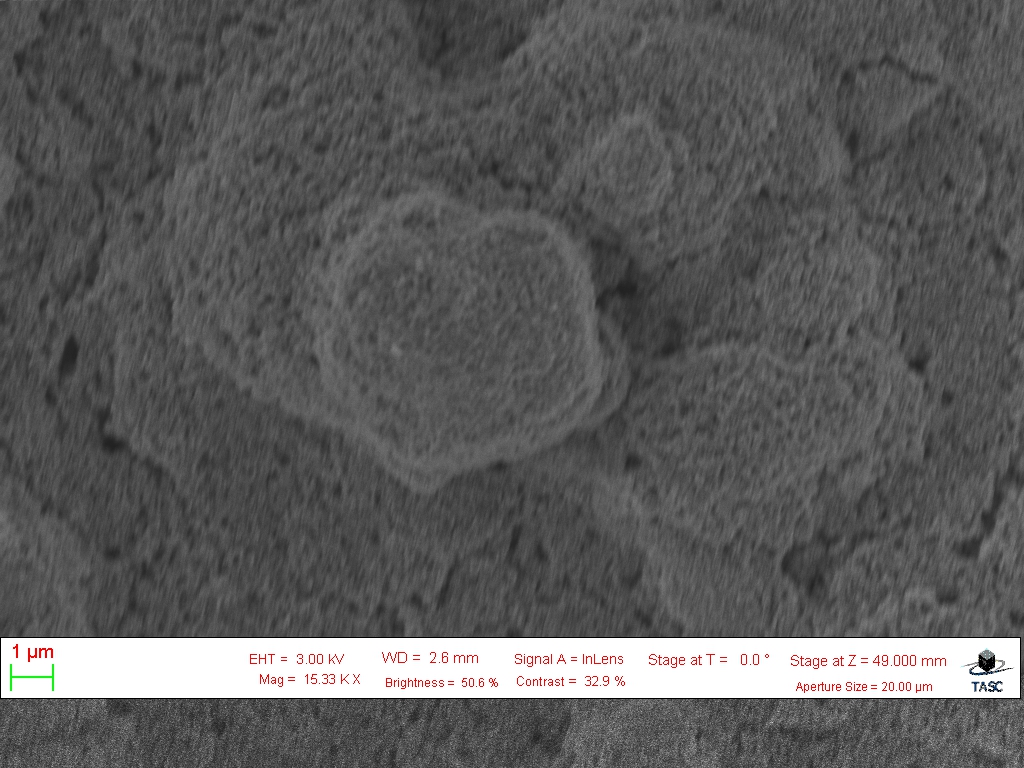 1 µm
EHT = 3.00 kV WD = 2.6 mm Signal A = InLens Stage at T = 0.0 ° Stage at Z = 49.000 mm
Mag = 15.33 K X Brightness = 50.6 % Contrast = 32.9 % Aperture Size = 20.00 µm
TASC